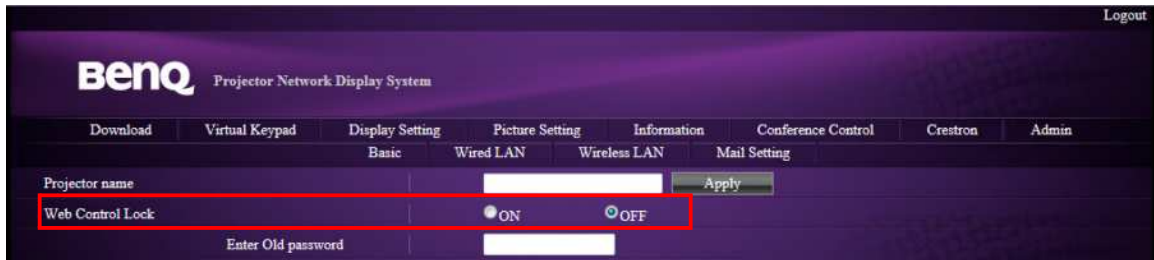 Logout
BenQ Projector Network Display System
Download Virtual Keypad Display Setting Picture Setting Information Conference Control Crestron Admin
Basic Wired LAN Wireless LAN Mail Setting
Projector name Apply
Web Control Lock ON OFF
Enter Old password